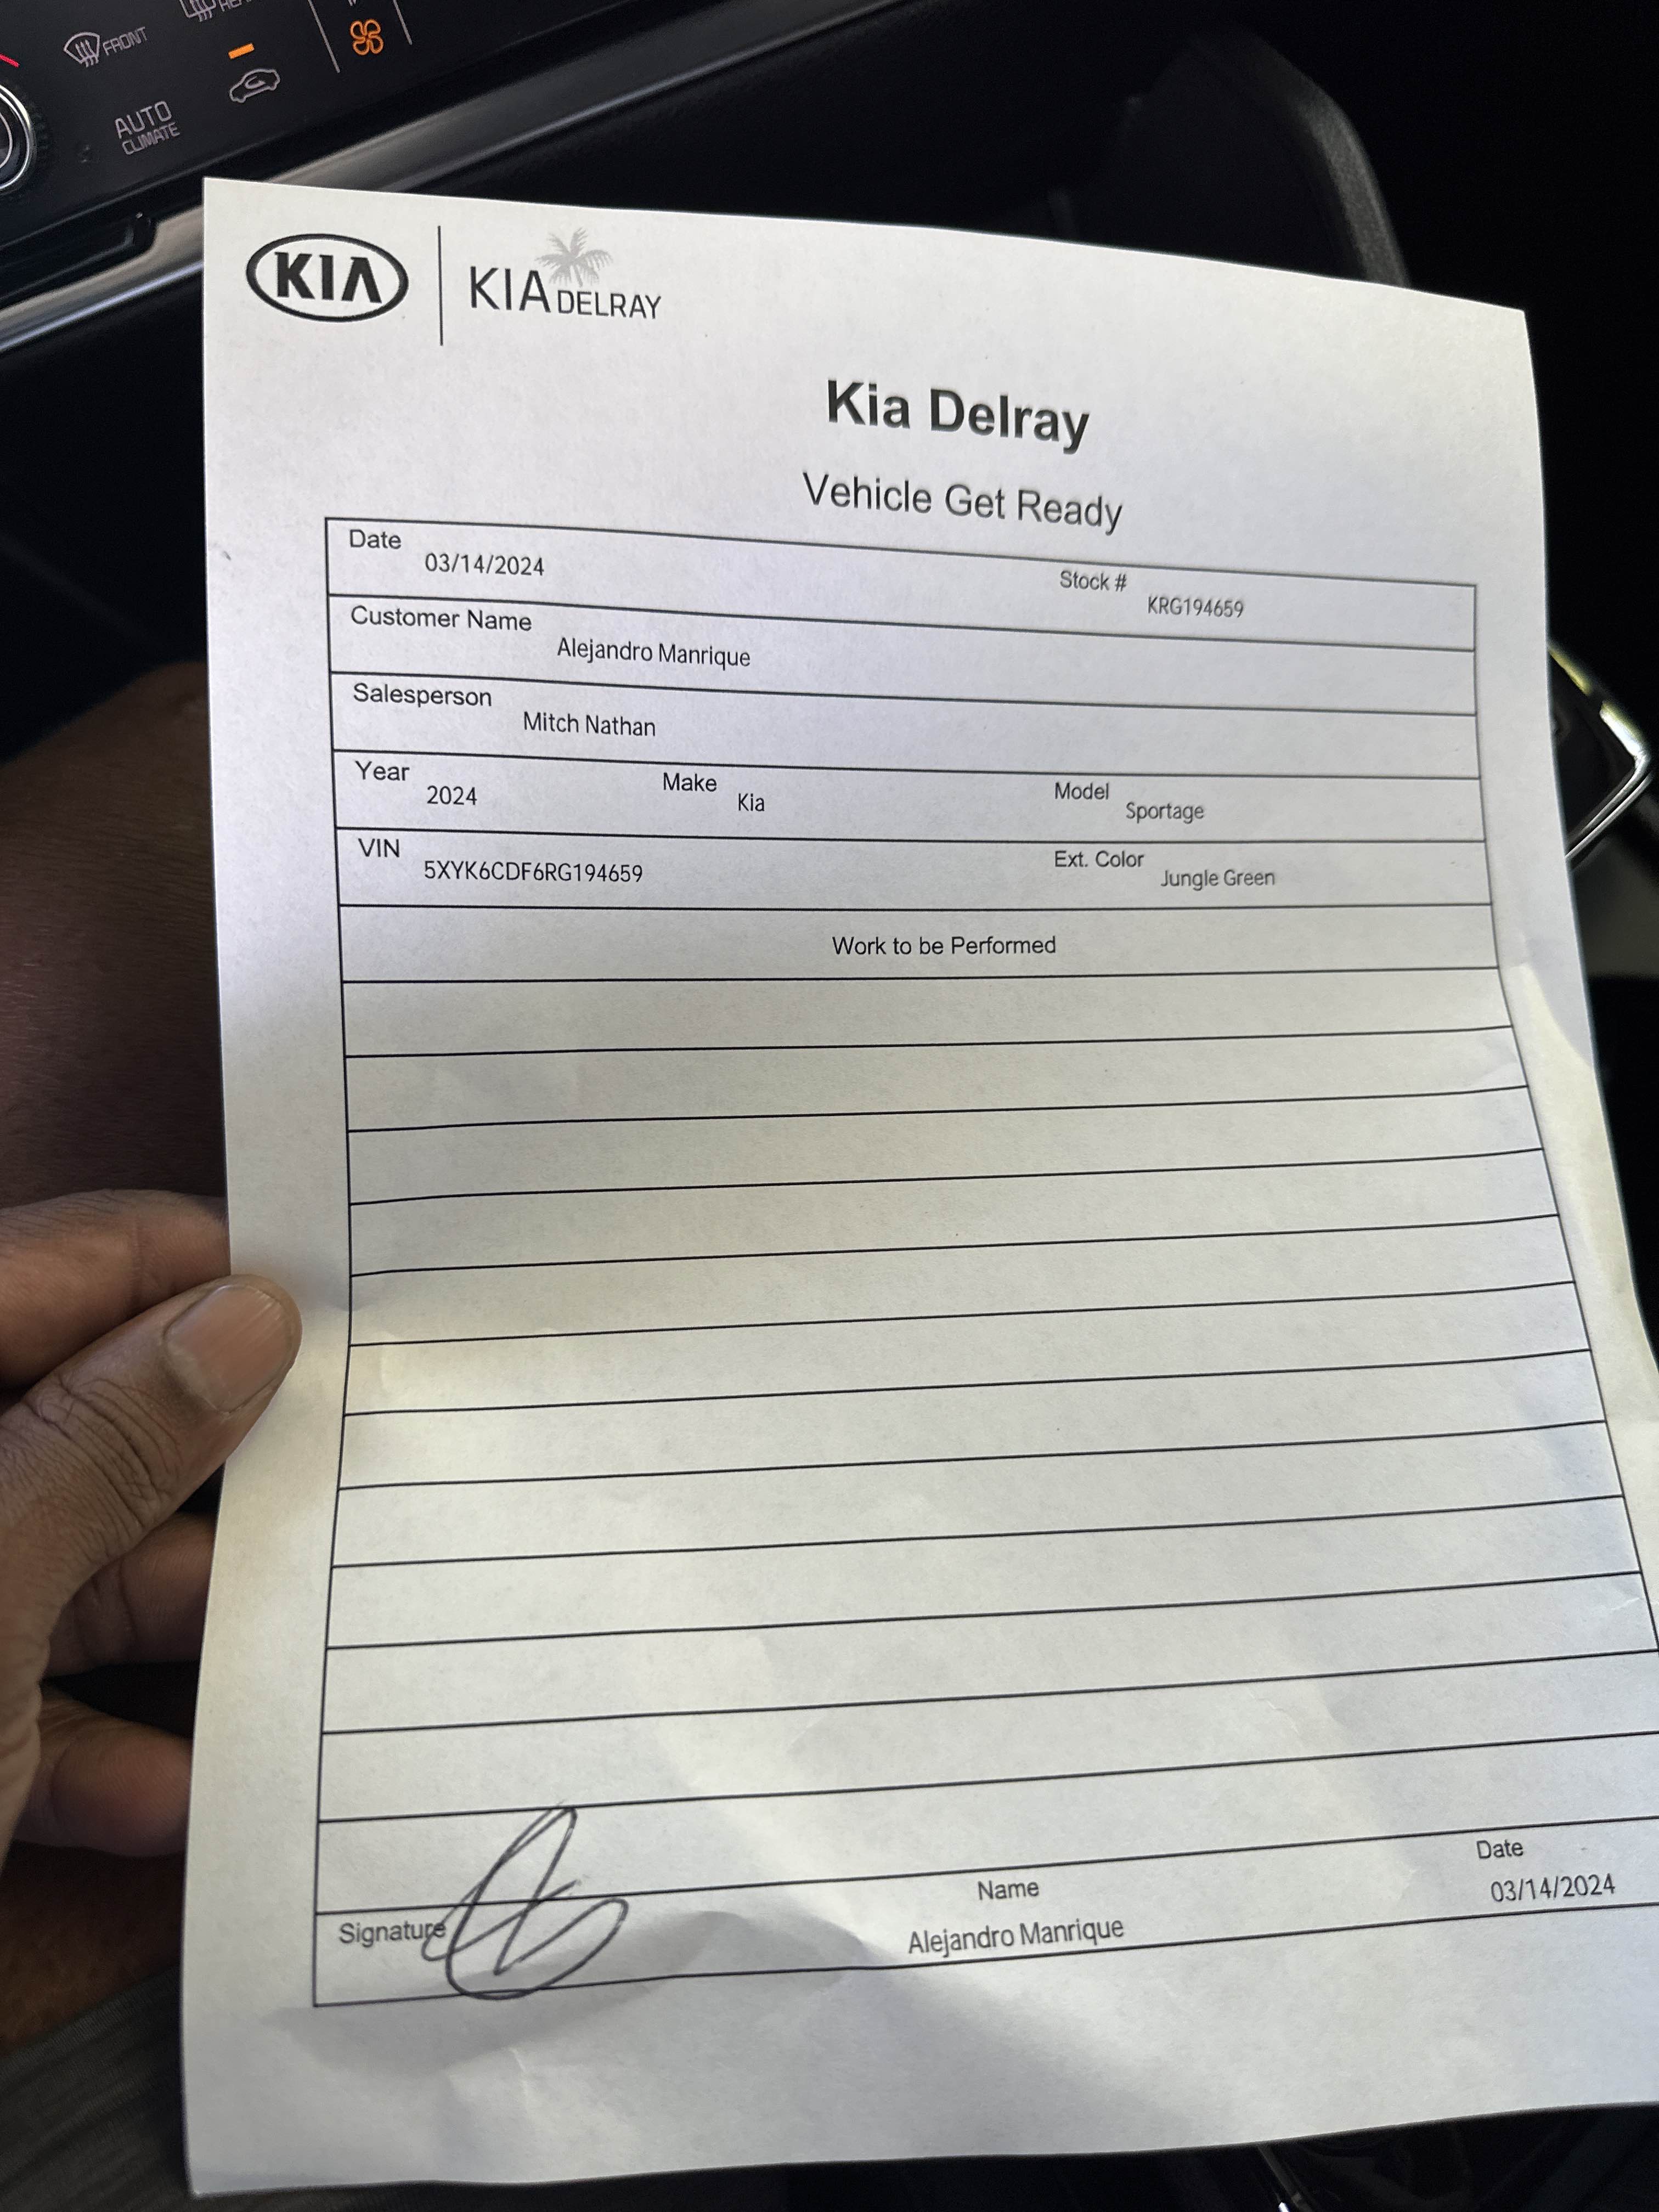 FRONT
AUTO
CLIMATE
KIA
KIA DELRAY
Kia Delray
Vehicle Get Ready
Date 03/14/2024 Stock # KRG194659
Customer Name Alejandro Manrique
Salesperson Mitch Nathan
Year 2024 Make Kia Model Sportage
VIN 5XYK6CDF6RG194659 Ext. Color Jungle Green
Work to be Performed
Signature Name Alejandro Manrique Date 03/14/2024